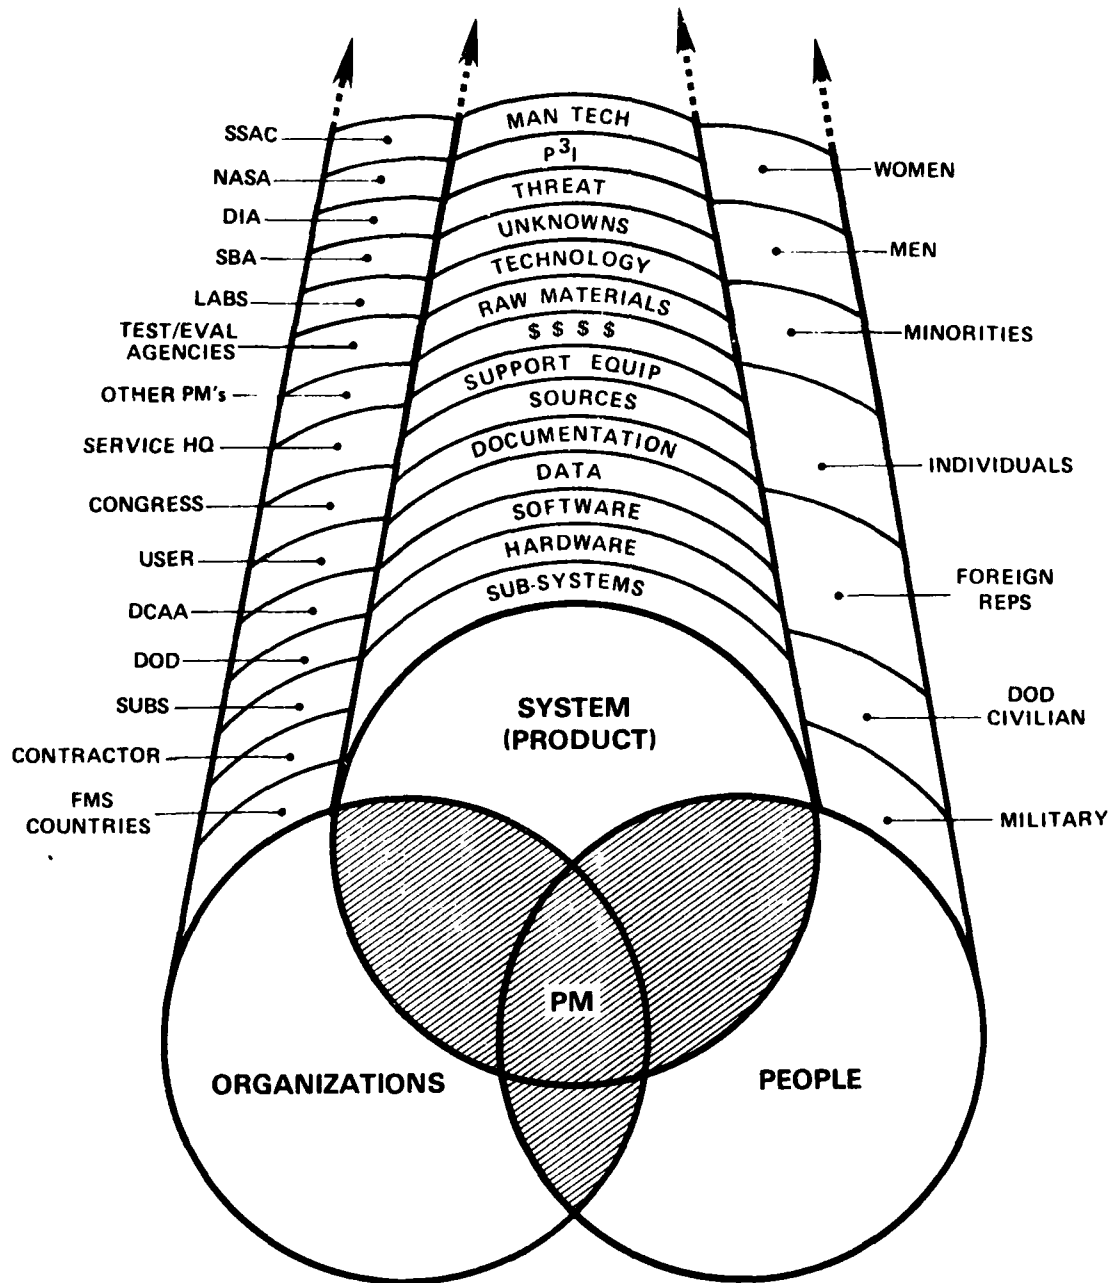 SSAC
NASA
DIA
SBA
LABS
TEST/EVAL
AGENCIES
OTHER PM's
SERVICE HQ
CONGRESS
USER
DCAA
DOD
SUBS
CONTRACTOR
FMS
COUNTRIES
MAN TECH
P³I
THREAT
UNKNOWNS
TECHNOLOGY
RAW MATERIALS
$ $ $ $
SUPPORT EQUIP
SOURCES
DOCUMENTATION
DATA
SOFTWARE
HARDWARE
SUB-SYSTEMS
WOMEN
MEN
MINORITIES
INDIVIDUALS
FOREIGN
REPS
DOD
CIVILIAN
MILITARY
SYSTEM
(PRODUCT)
PM
ORGANIZATIONS
PEOPLE